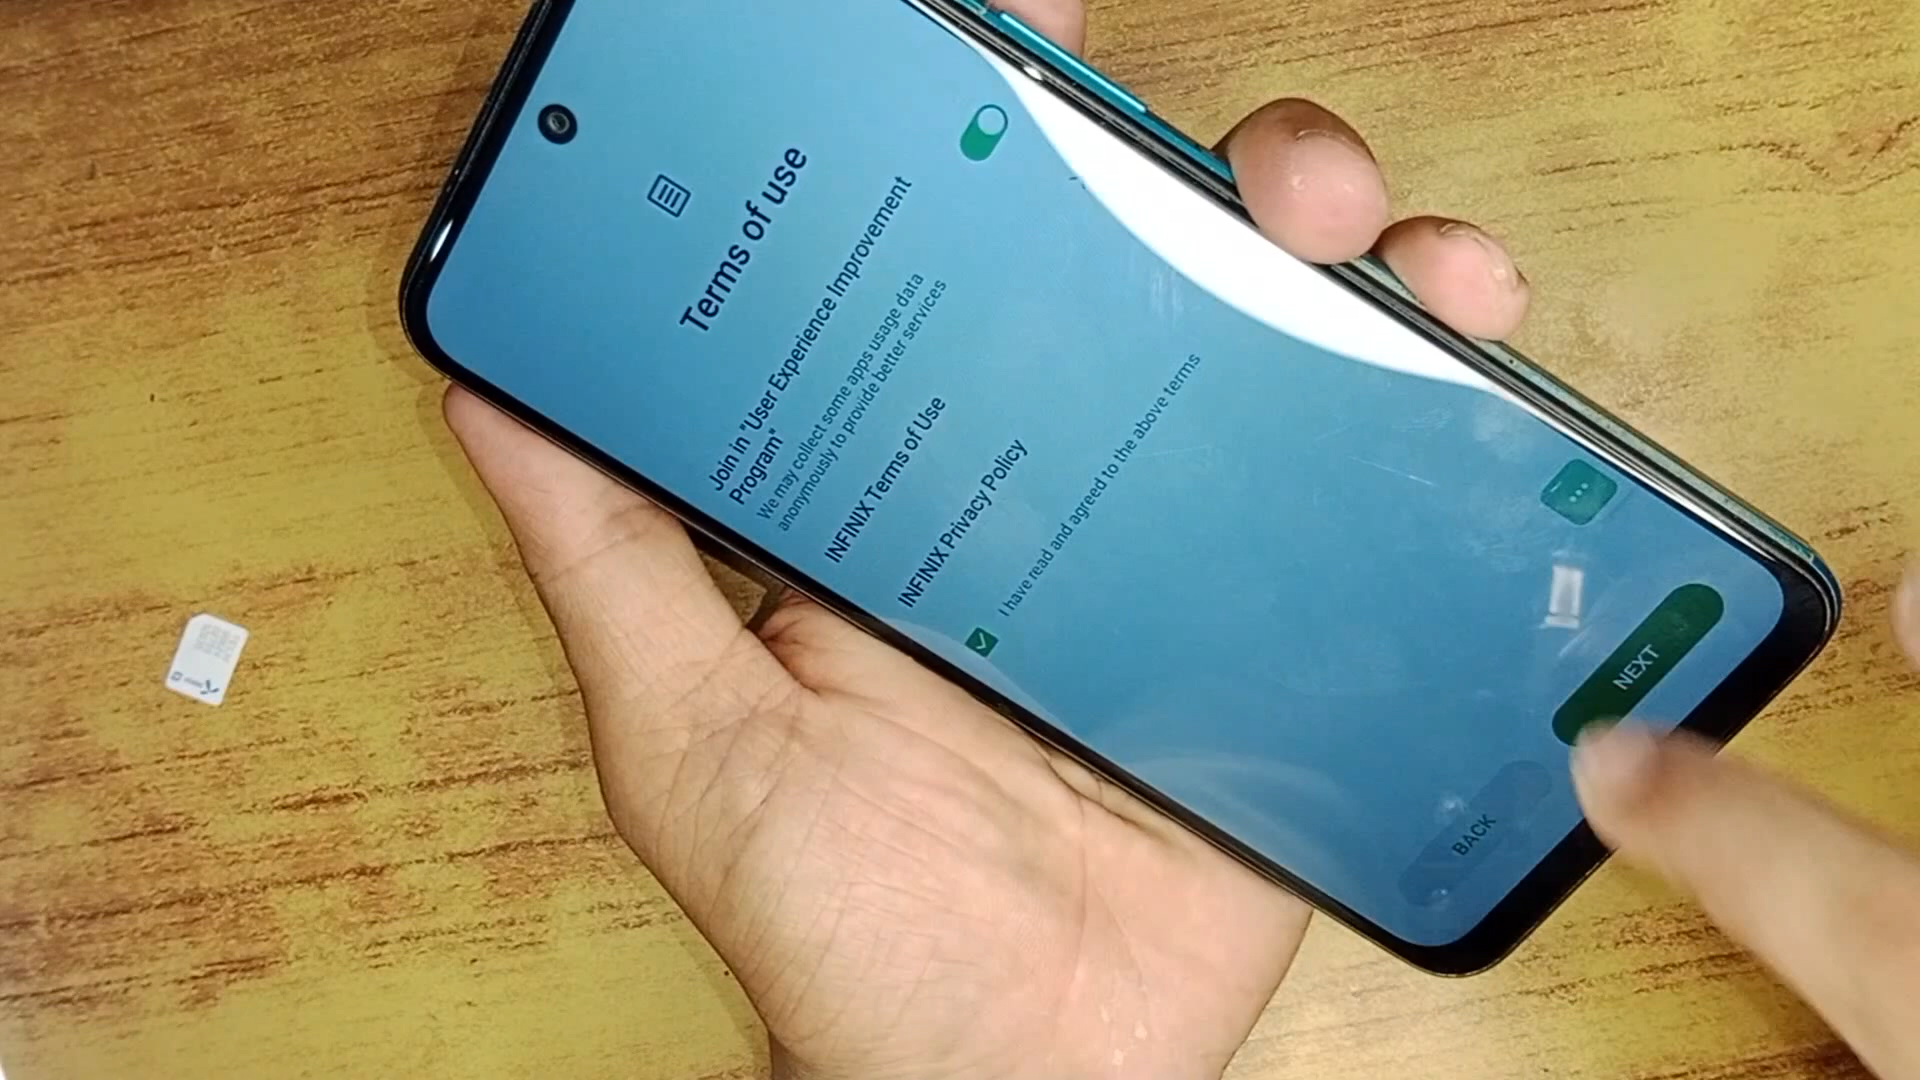 Terms of use
Join in "User Experience Improvement
Program"
We may collect some apps usage data
anonymously to provide better services
INFINIX Terms of Use
INFINIX Privacy Policy
I have read and agreed to the above terms
NEXT
BACK